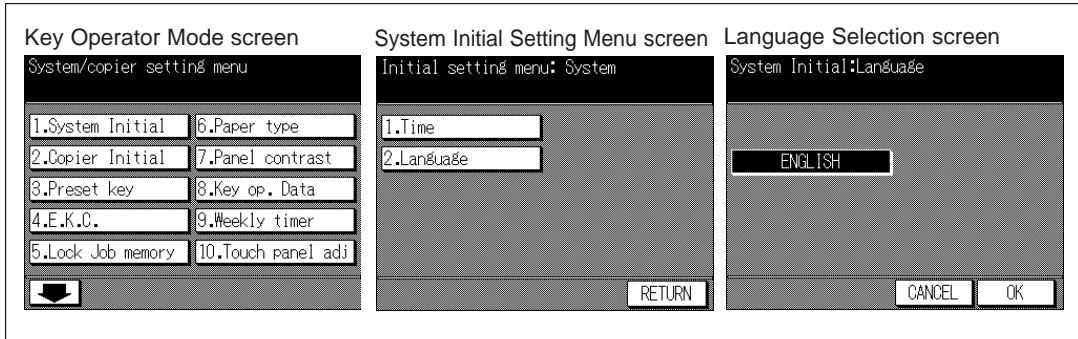 Key Operator Mode screen
System/copier setting menu
1.System Initial
6.Paper type
2.Copier Initial
7.Panel contrast
3.Preset key
8.Key op. Data
4.E.K.C.
9.Weekly timer
5.Lock Job memory
10.Touch panel adj
System Initial Setting Menu screen
Initial setting menu: System
1.Time
2.Language
RETURN
Language Selection screen
System Initial:Language
ENGLISH
CANCEL
OK